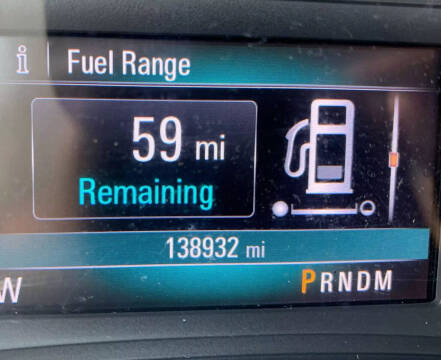 i Fuel Range
59 mi
Remaining
138932 mi
W PRNDM